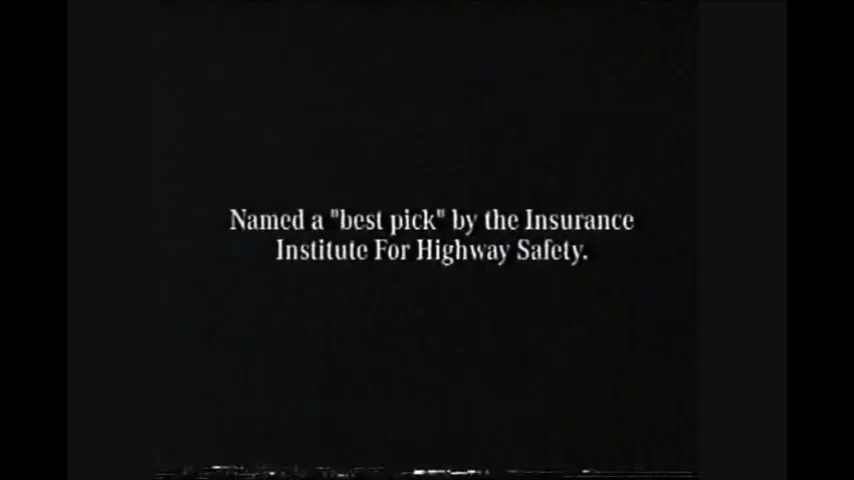 Named a "best pick" by the Insurance
Institute For Highway Safety.